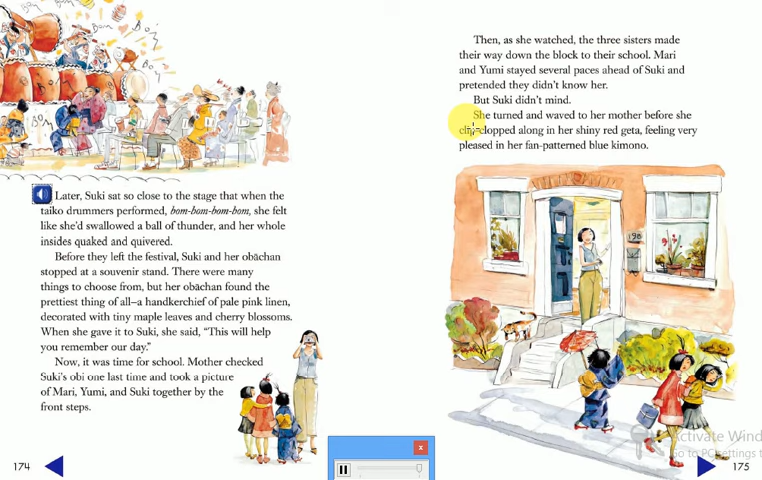 BOM
BOM
BOM
BOM
Later, Suki sat so close to the stage that when the
taiko drummers performed, bom-bom-bom-bom, she felt
like she'd swallowed a ball of thunder, and her whole
insides quaked and quivered.
Before they left the festival, Suki and her obāchan
stopped at a souvenir stand. There were many
things to choose from, but her obāchan found the
prettiest thing of all—a handkerchief of pale pink linen,
decorated with tiny maple leaves and cherry blossoms.
When she gave it to Suki, she said, "This will help
you remember our day."
Now, it was time for school. Mother checked
Suki's obi one last time and took a picture
of Mari, Yumi, and Suki together by the
front steps.
174
Then, as she watched, the three sisters made
their way down the block to their school. Mari
and Yumi stayed several paces ahead of Suki and
pretended they didn't know her.
But Suki didn't mind.
She turned and waved to her mother before she
clip-clopped along in her shiny red geta, feeling very
pleased in her fan-patterned blue kimono.
198
Activate Wind
Go to PC settings t
175